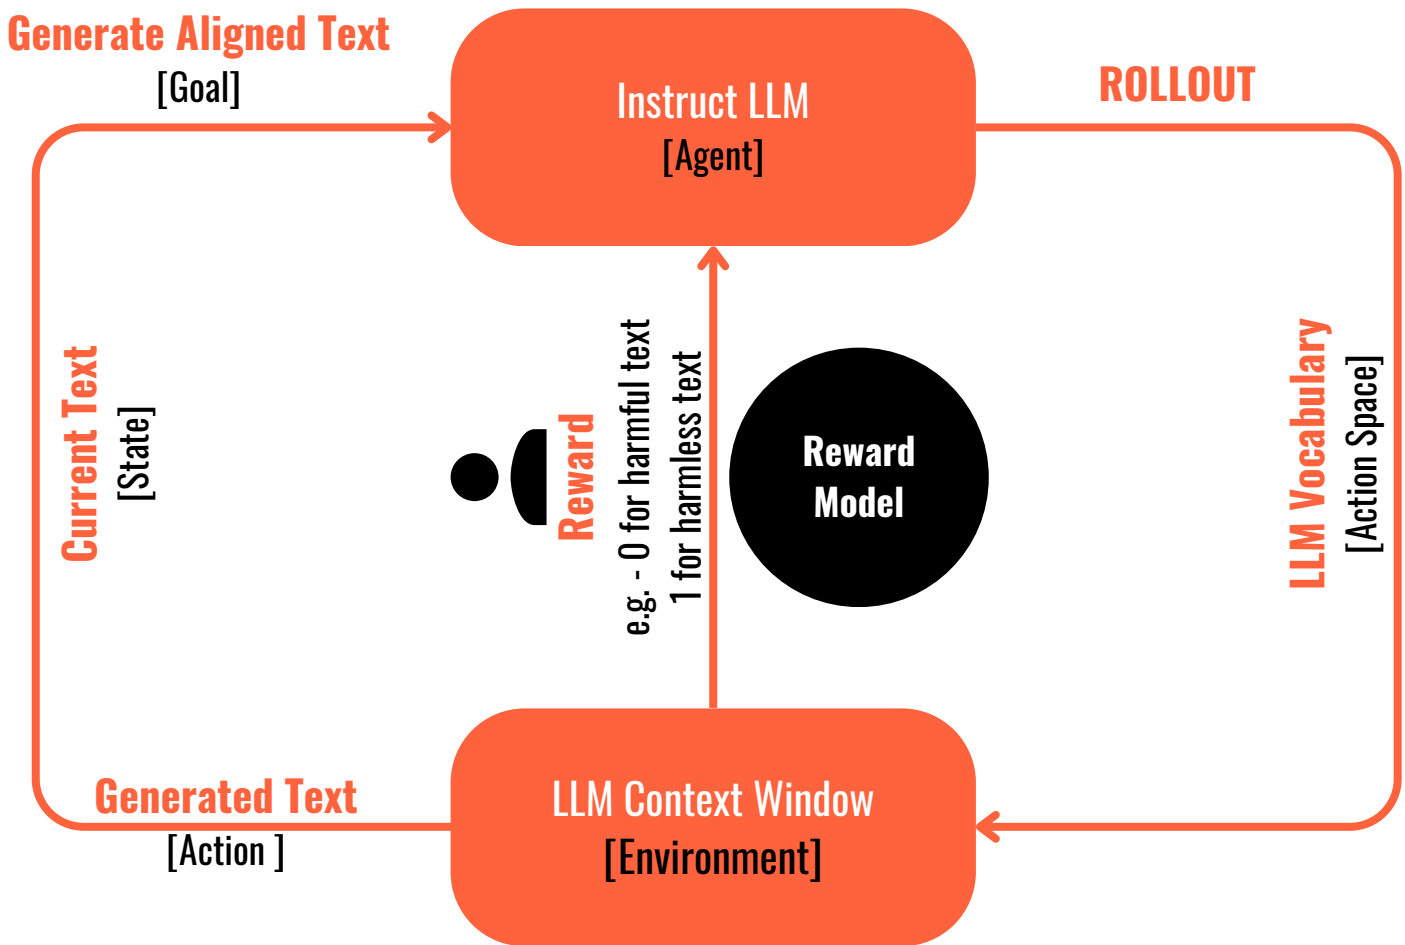 Generate Aligned Text
[Goal]
Instruct LLM
[Agent]
ROLLOUT
Current Text
[State]
Reward
e.g. - 0 for harmful text
1 for harmless text
Reward
Model
LLM Vocabulary
[Action Space]
Generated Text
[Action ]
LLM Context Window
[Environment]